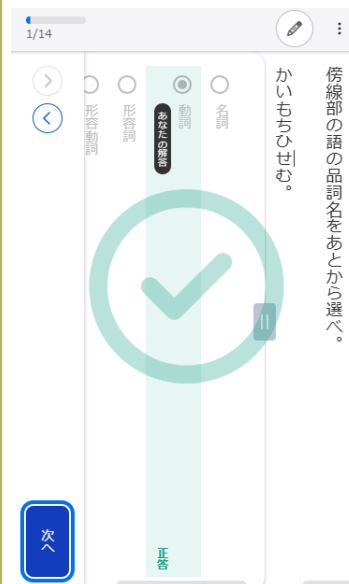 1/14
傍線部の語の品詞名をあとから選べ。
かいもちひせむ。
名詞
動詞
あなたの解答
正答
形容詞
形容動詞
次へ